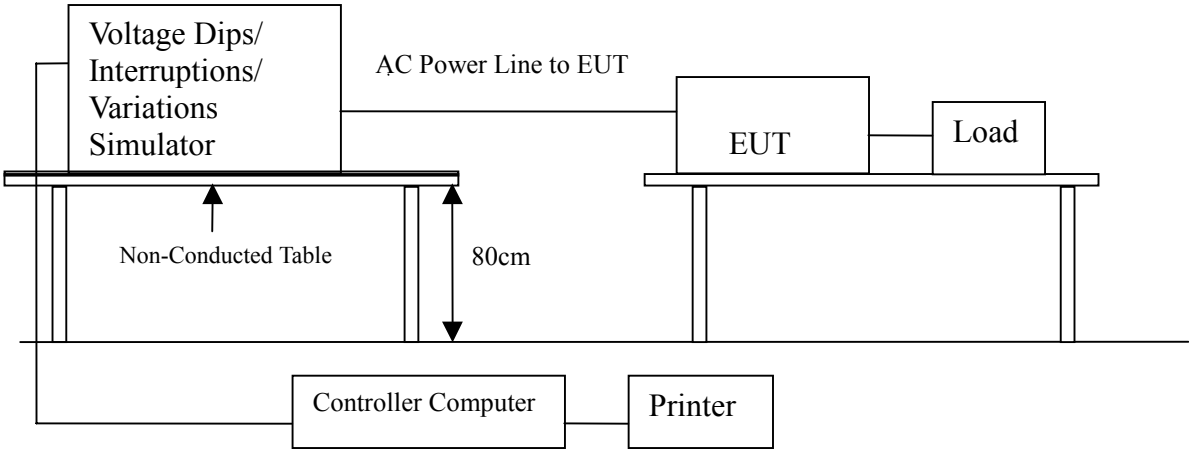 Voltage Dips/
Interruptions/
Variations
Simulator
AC Power Line to EUT
EUT
Load
Non-Conducted Table
80cm
Controller Computer
Printer